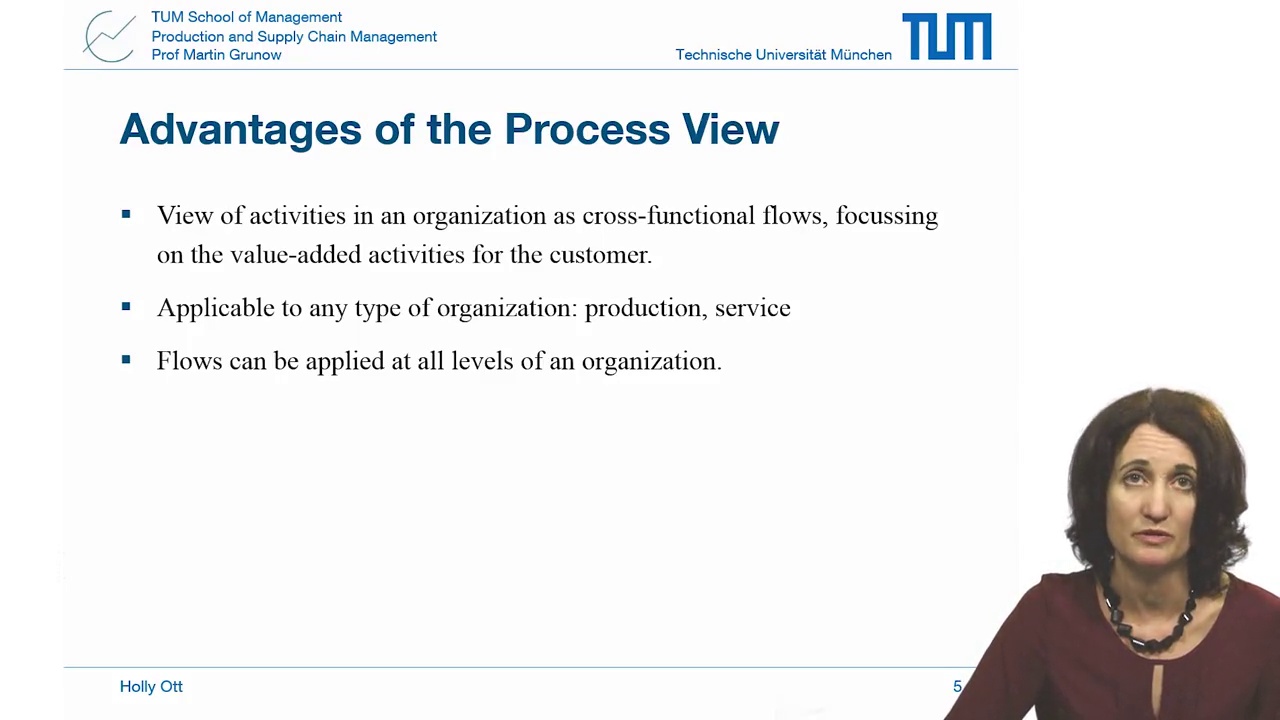 TUM School of Management
Production and Supply Chain Management
Prof Martin Grunow
Technische Universität München
TUM
Advantages of the Process View
View of activities in an organization as cross-functional flows, focussing
on the value-added activities for the customer.
Applicable to any type of organization: production, service
Flows can be applied at all levels of an organization.
Holly Ott
5